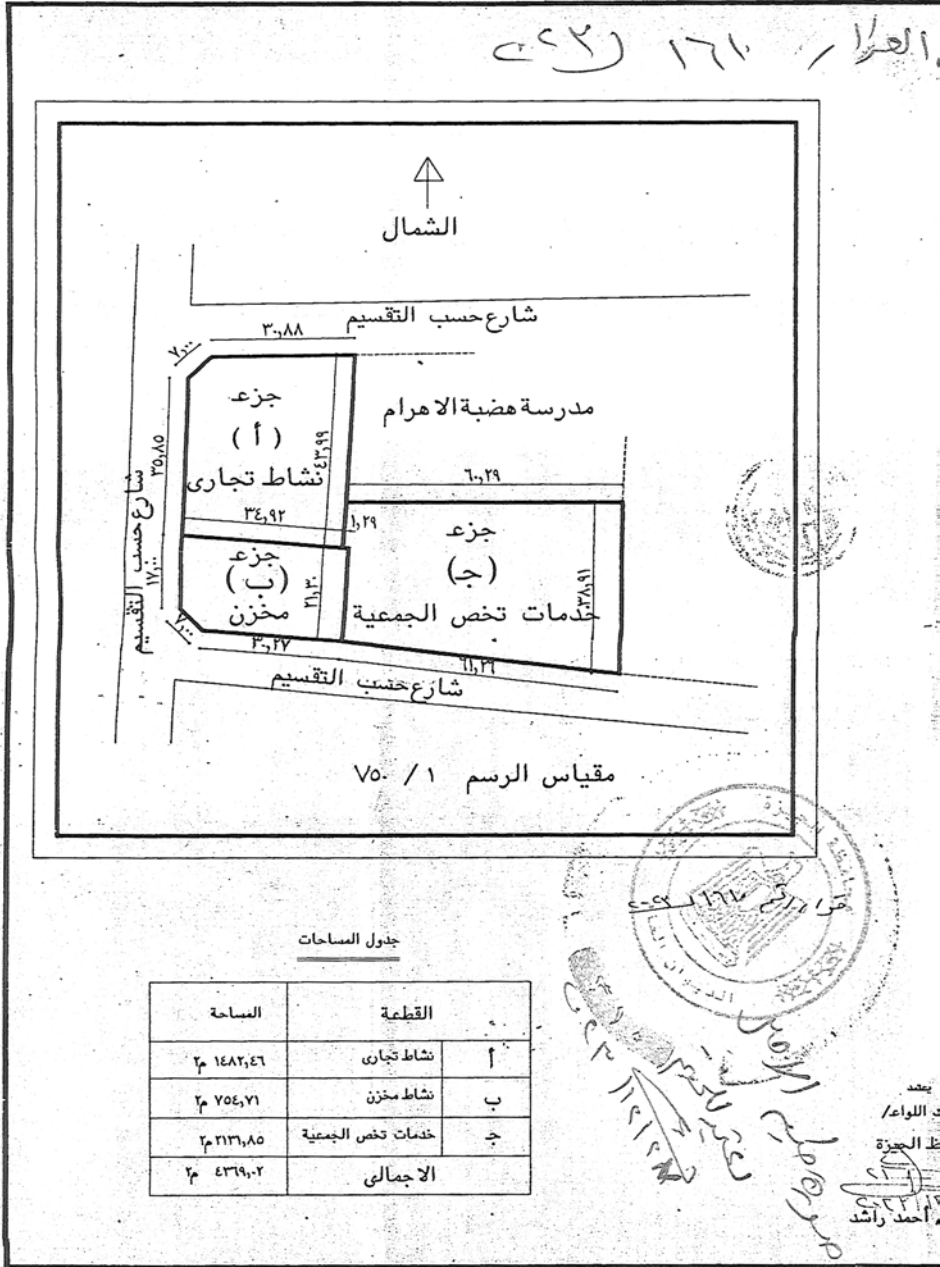 الشمال
شارع حسب التقسيم
٣٠,٨٨
٧,٠٠
جزء
(أ)
نشاط تجارى
٤٣,٩٩
٣٥,٨٥
مدرسة هضبة الاهرام
٦٠,٢٩
٣٤,٩٢
١,٢٩
شارع حسب التقسيم
١٧,٠٠
جزء
(ب)
مخزن
٢١,٣٠
جزء
(جـ)
خدمات تخص الجمعية
٣٨,٩١
٧,٠٠
٣٠,٢٧
٦١,٢٩
شارع حسب التقسيم
مقياس الرسم ١ / ٧٥٠
جدول المساحات
القطعة المساحة
أ نشاط تجارى ١٤٨٢,٤٦ م٢
ب نشاط مخزن ٧٥٤,٧١ م٢
جـ خدمات تخص الجمعية ٢١٣١,٨٥ م٢
الاجمالى ٤٣٦٩,٠٢ م٢
يعتمد
اللواء/
الجيزة
أحمد راشد